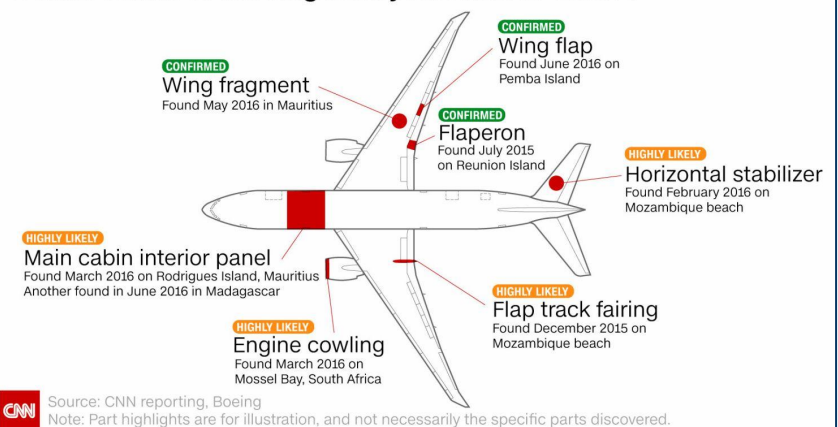 CONFIRMED
Wing flap
Found June 2016 on
Pemba Island
CONFIRMED
Wing fragment
Found May 2016 in Mauritius
CONFIRMED
Flaperon
Found July 2015
on Reunion Island
HIGHLY LIKELY
Horizontal stabilizer
Found February 2016 on
Mozambique beach
HIGHLY LIKELY
Main cabin interior panel
Found March 2016 on Rodrigues Island, Mauritius
Another found in June 2016 in Madagascar
HIGHLY LIKELY
Flap track fairing
Found December 2015 on
Mozambique beach
HIGHLY LIKELY
Engine cowling
Found March 2016 on
Mossel Bay, South Africa
CNN
Source: CNN reporting, Boeing
Note: Part highlights are for illustration, and not necessarily the specific parts discovered.